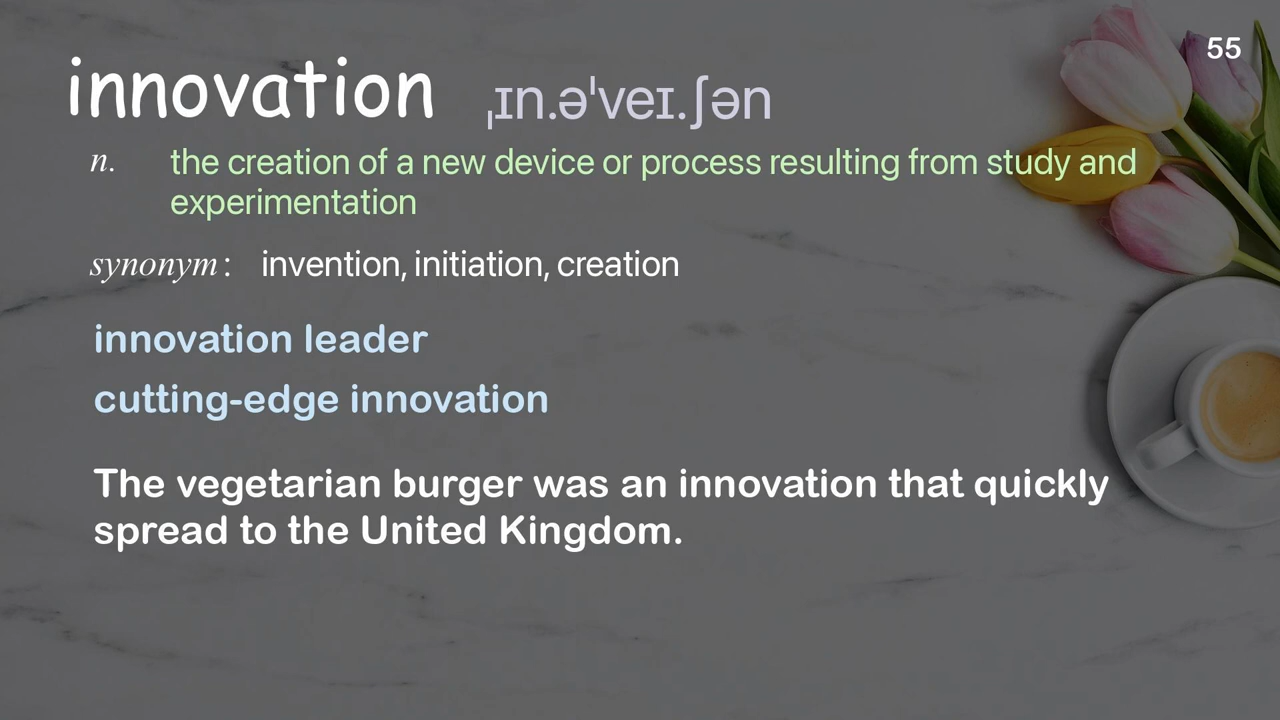 55
innovation ˌɪn.əˈveɪ.ʃən
n. the creation of a new device or process resulting from study and
experimentation
synonym : invention, initiation, creation
innovation leader
cutting-edge innovation
The vegetarian burger was an innovation that quickly
spread to the United Kingdom.